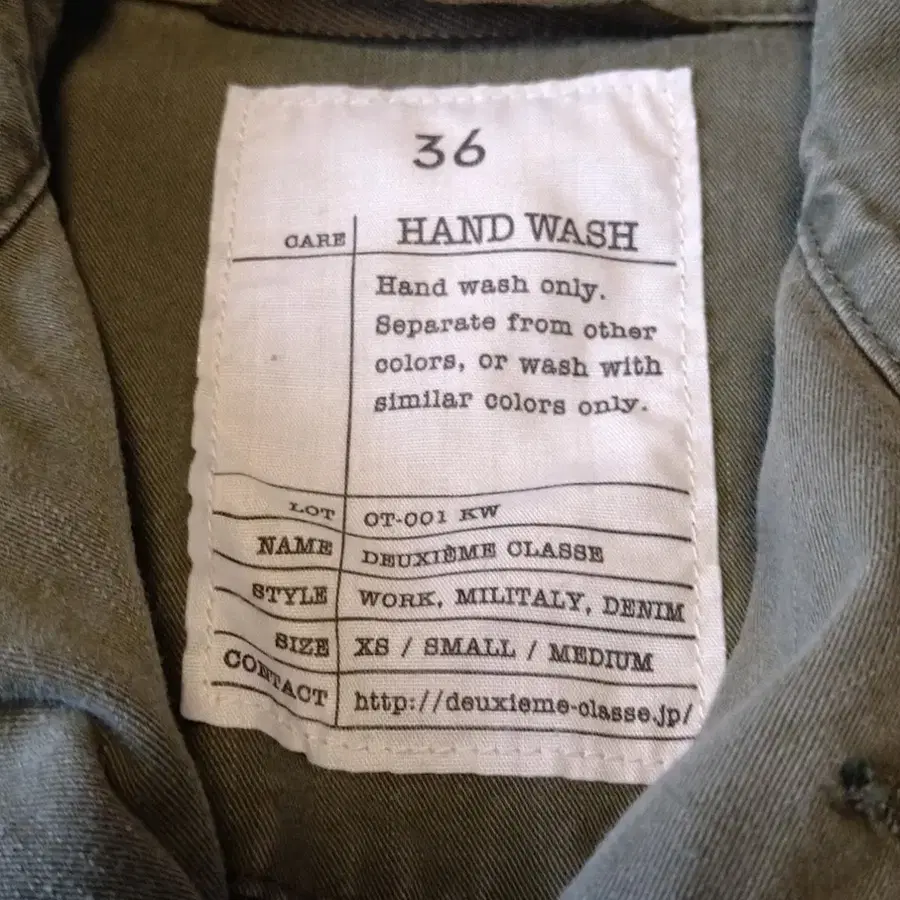 36
CARE HAND WASH
Hand wash only.
Separate from other
colors, or wash with
similar colors only.
LOT OT-001 KW
NAME DEUXIÈME CLASSE
STYLE WORK, MILITALY, DENIM
SIZE XS / SMALL / MEDIUM
CONTACT http://deuxieme-classe.jp/